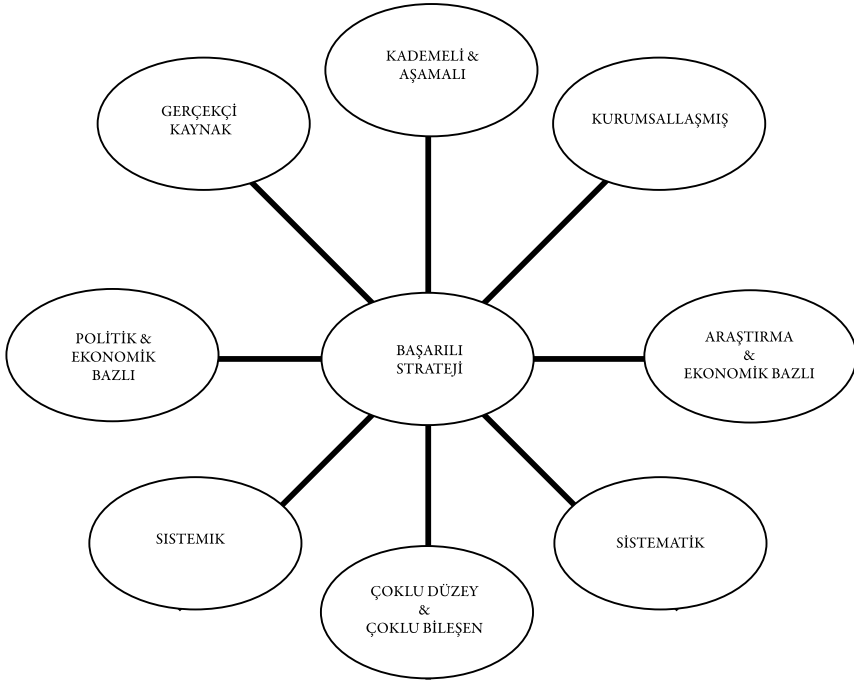 KADEMELİ &
AŞAMALI
GERÇEKÇİ
KAYNAK
KURUMSALLAŞMIŞ
POLİTİK &
EKONOMİK
BAZLI
BAŞARILI
STRATEJİ
ARAŞTIRMA
&
EKONOMİK BAZLI
SISTEMIK
SİSTEMATİK
ÇOKLU DÜZEY
&
ÇOKLU BİLEŞEN